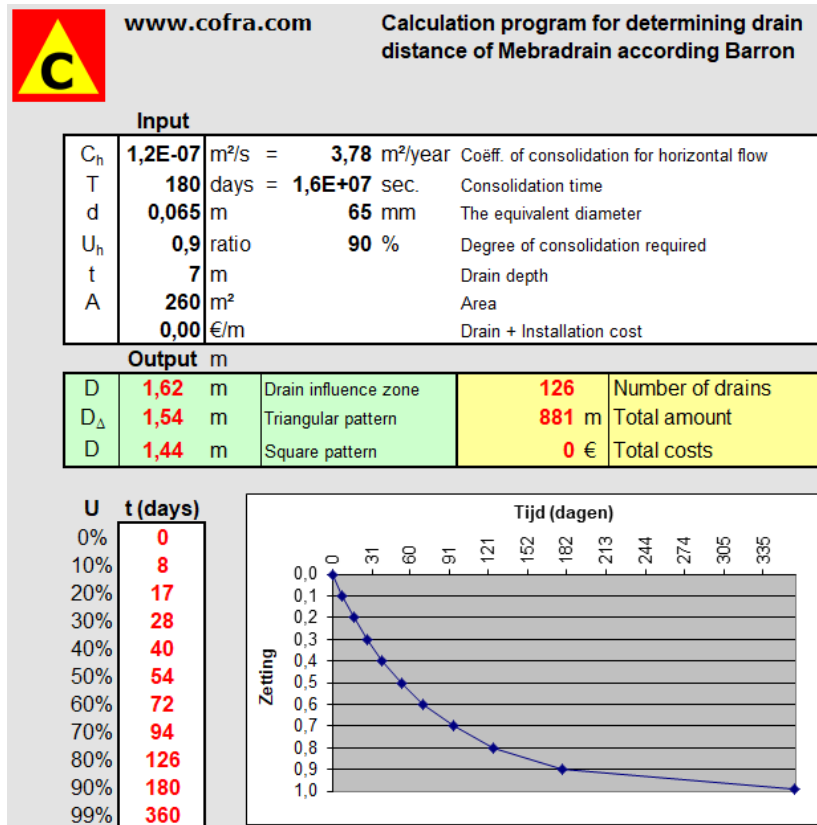 C
www.cofra.com
Calculation program for determining drain
distance of Mebradrain according Barron
Input
Cₕ 1,2E-07 m²/s = 3,78 m²/year Coëff. of consolidation for horizontal flow
T 180 days = 1,6E+07 sec. Consolidation time
d 0,065 m 65 mm The equivalent diameter
Uₕ 0,9 ratio 90 % Degree of consolidation required
t 7 m Drain depth
A 260 m² Area
0,00 €/m Drain + Installation cost
Output m
D 1,62 m Drain influence zone 126 Number of drains
D△ 1,54 m Triangular pattern 881 m Total amount
D 1,44 m Square pattern 0 € Total costs
U t (days)
0% 0
10% 8
20% 17
30% 28
40% 40
50% 54
60% 72
70% 94
80% 126
90% 180
99% 360
Tijd (dagen)
0 31 60 91 121 152 182 213 244 274 305 335
Zetting
0,0
0,1
0,2
0,3
0,4
0,5
0,6
0,7
0,8
0,9
1,0